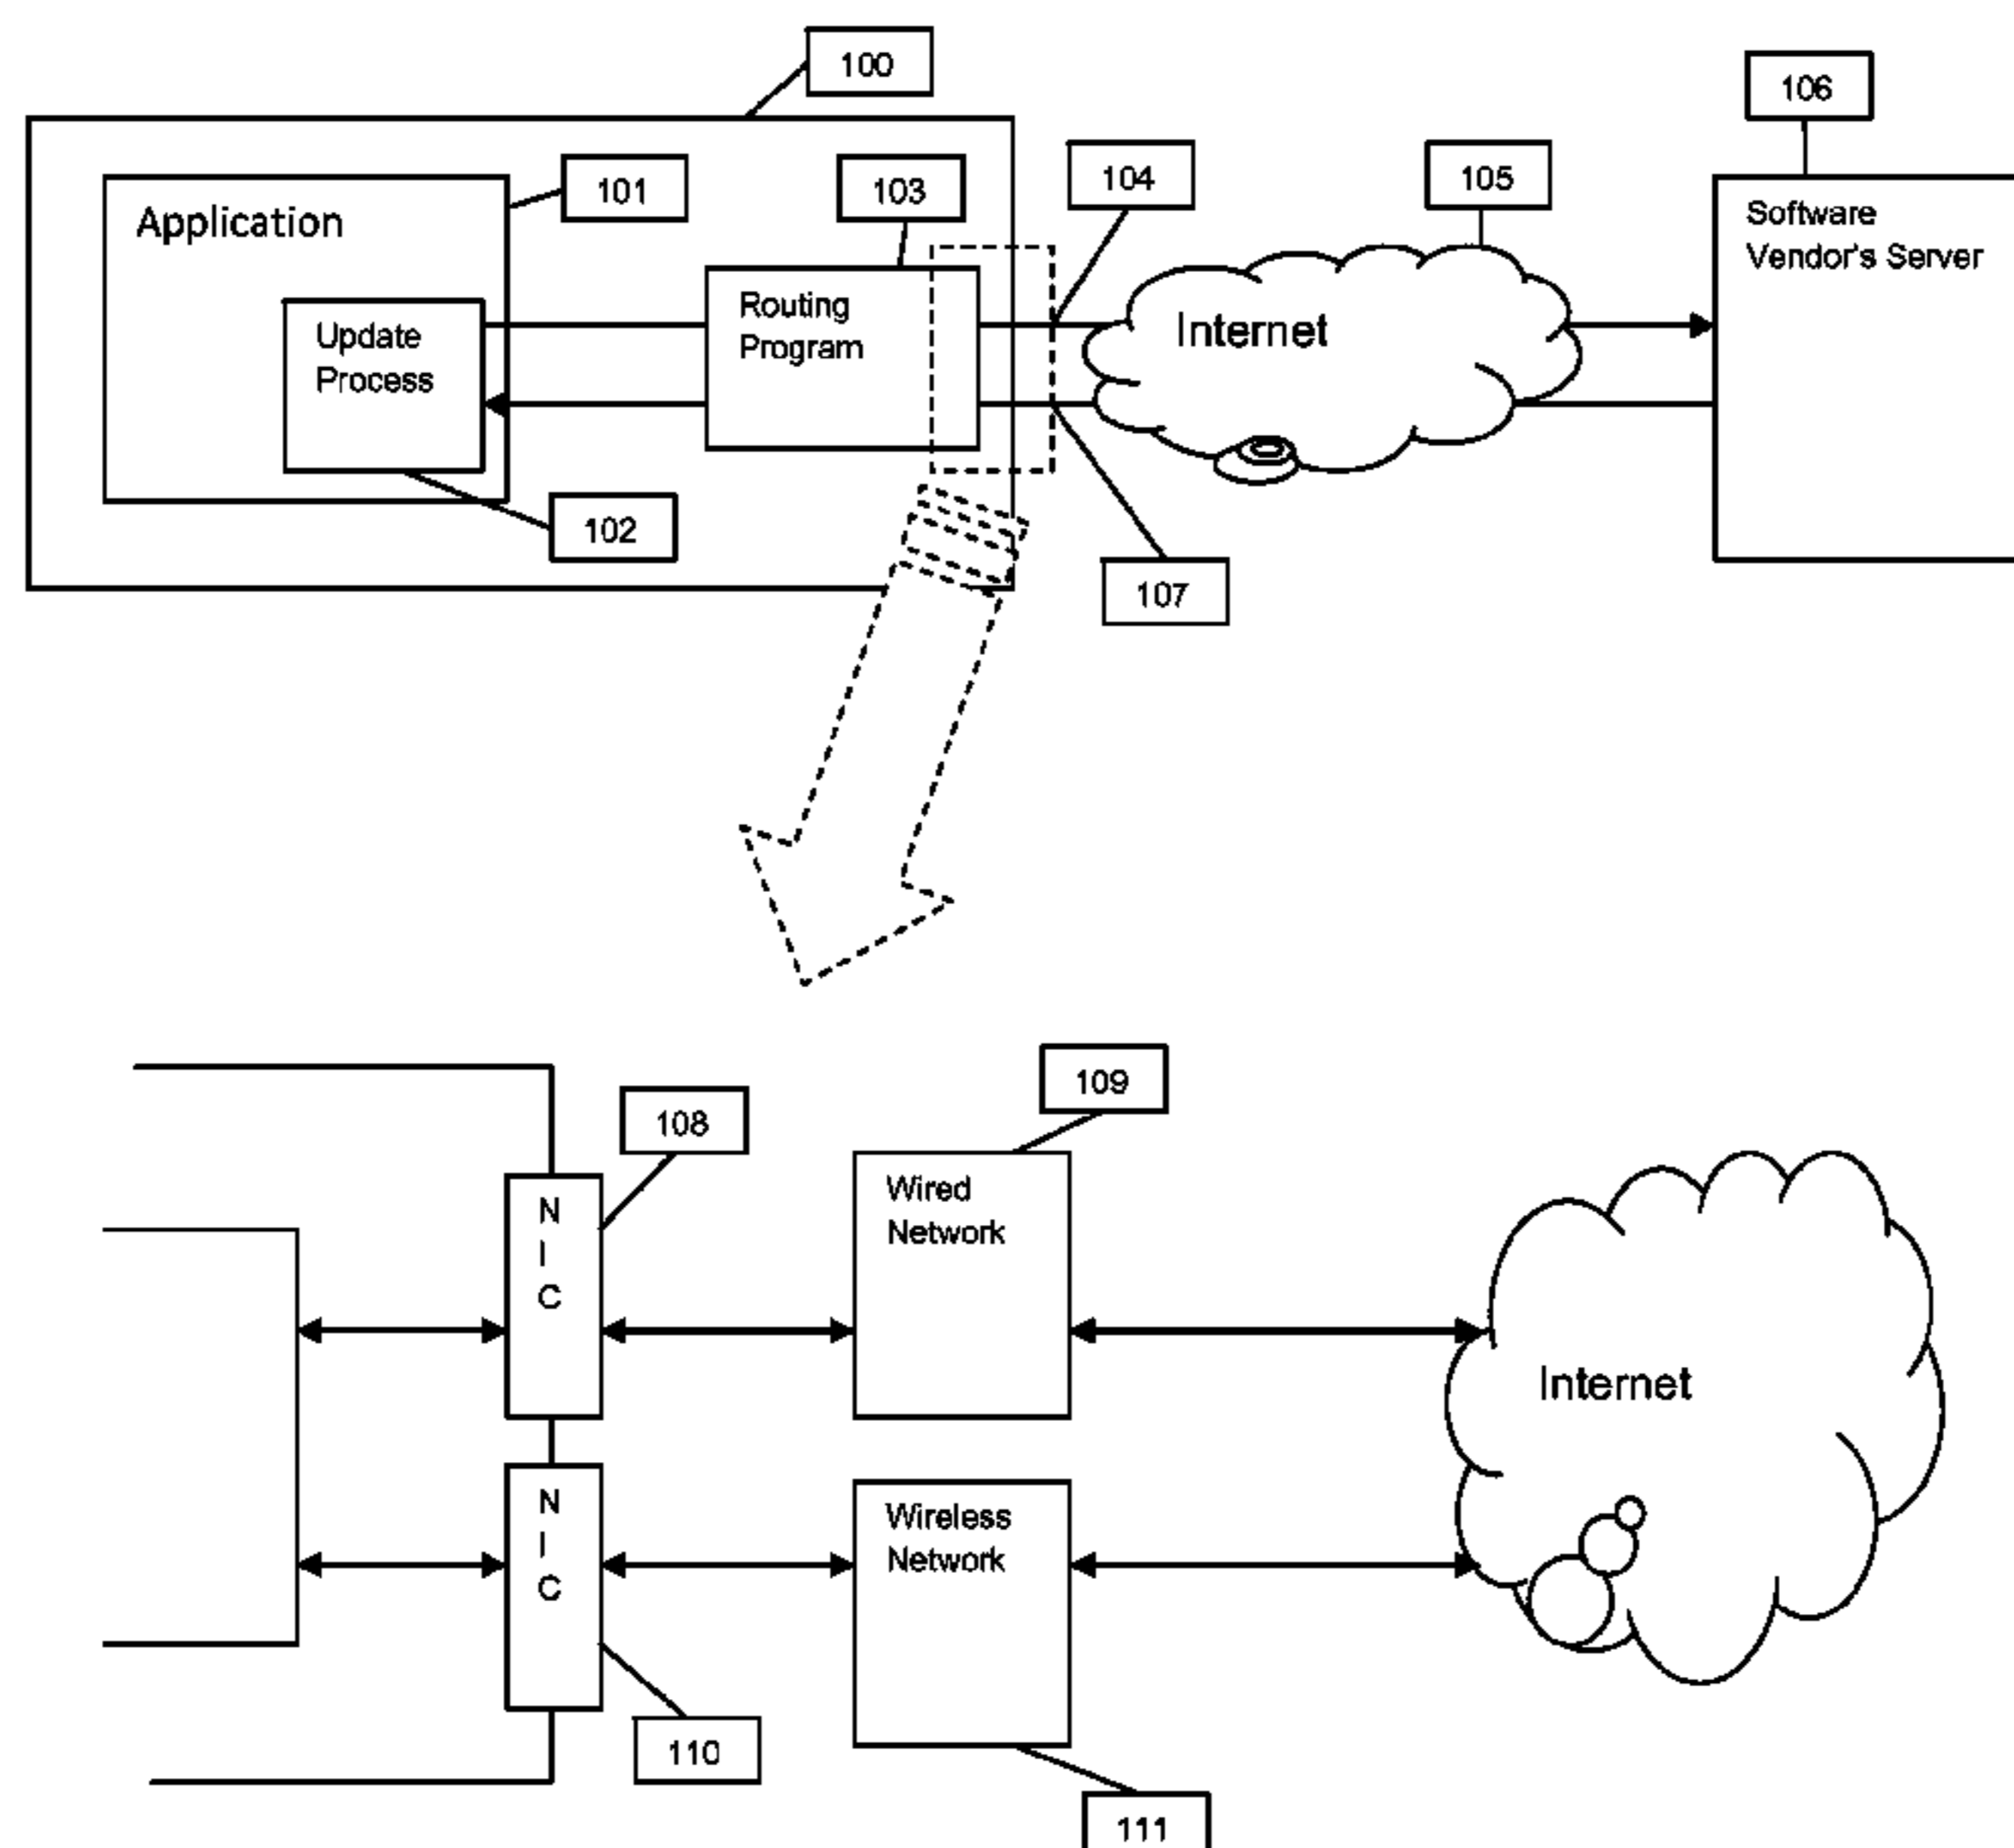 100
106
101
103
104
105
Application
Software
Vendor's Server
Routing
Program
Internet
Update
Process
102
107
109
108
N
I
C
Wired
Network
Internet
N
I
C
Wireless
Network
110
111